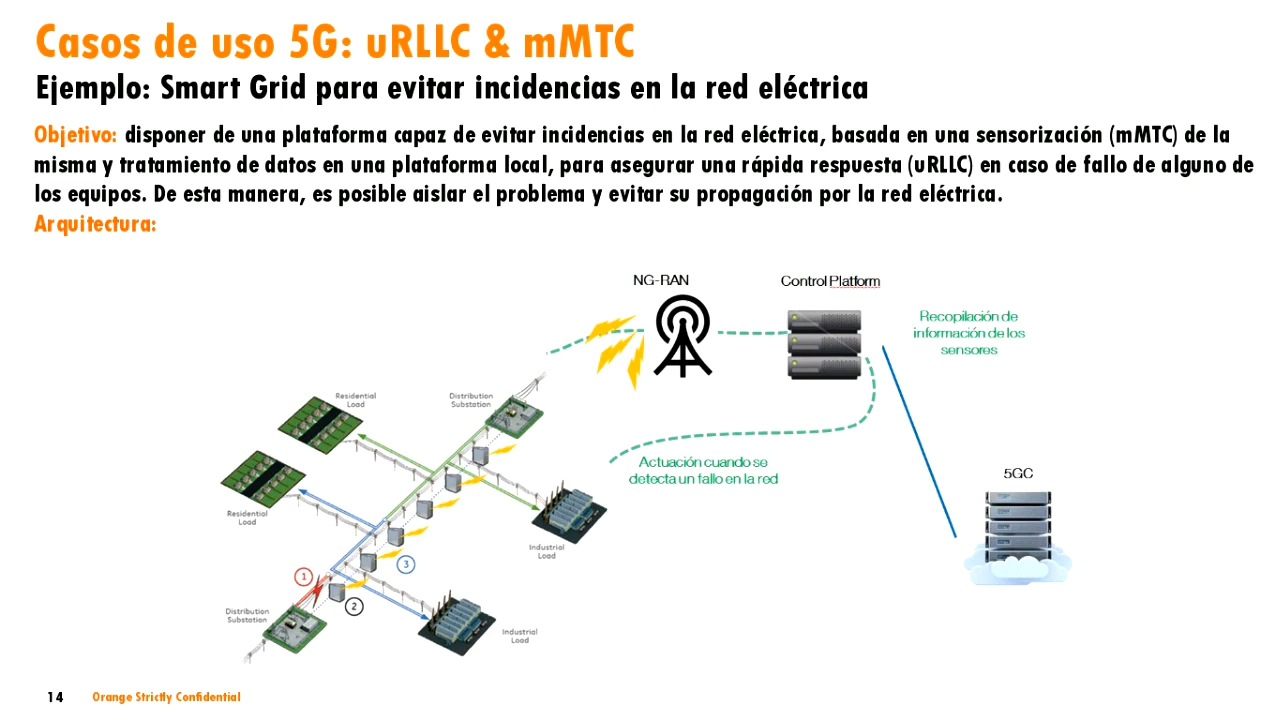 Casos de uso 5G: uRLLC & mMTC
Ejemplo: Smart Grid para evitar incidencias en la red eléctrica
Objetivo: disponer de una plataforma capaz de evitar incidencias en la red eléctrica, basada en una sensorización (mMTC) de la
misma y tratamiento de datos en una plataforma local, para asegurar una rápida respuesta (uRLLC) en caso de fallo de alguno de
los equipos. De esta manera, es posible aislar el problema y evitar su propagación por la red eléctrica.
Arquitectura:
NG-RAN
Control Platform
Recopilación de
información de los
sensores
Residential
Load
Distribution
Substation
Actuación cuando se
detecta un fallo en la red
5GC
Residential
Load
Industrial
Load
1
3
2
Distribution
Substation
Industrial
Load
14
Orange Strictly Confidential